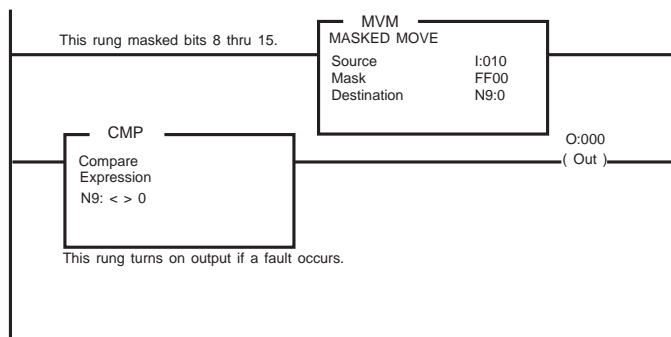 MVM
This rung masked bits 8 thru 15.
MASKED MOVE
Source I:010
Mask FF00
Destination N9:0
CMP
O:000
Compare
( Out )
Expression
N9: < > 0
This rung turns on output if a fault occurs.